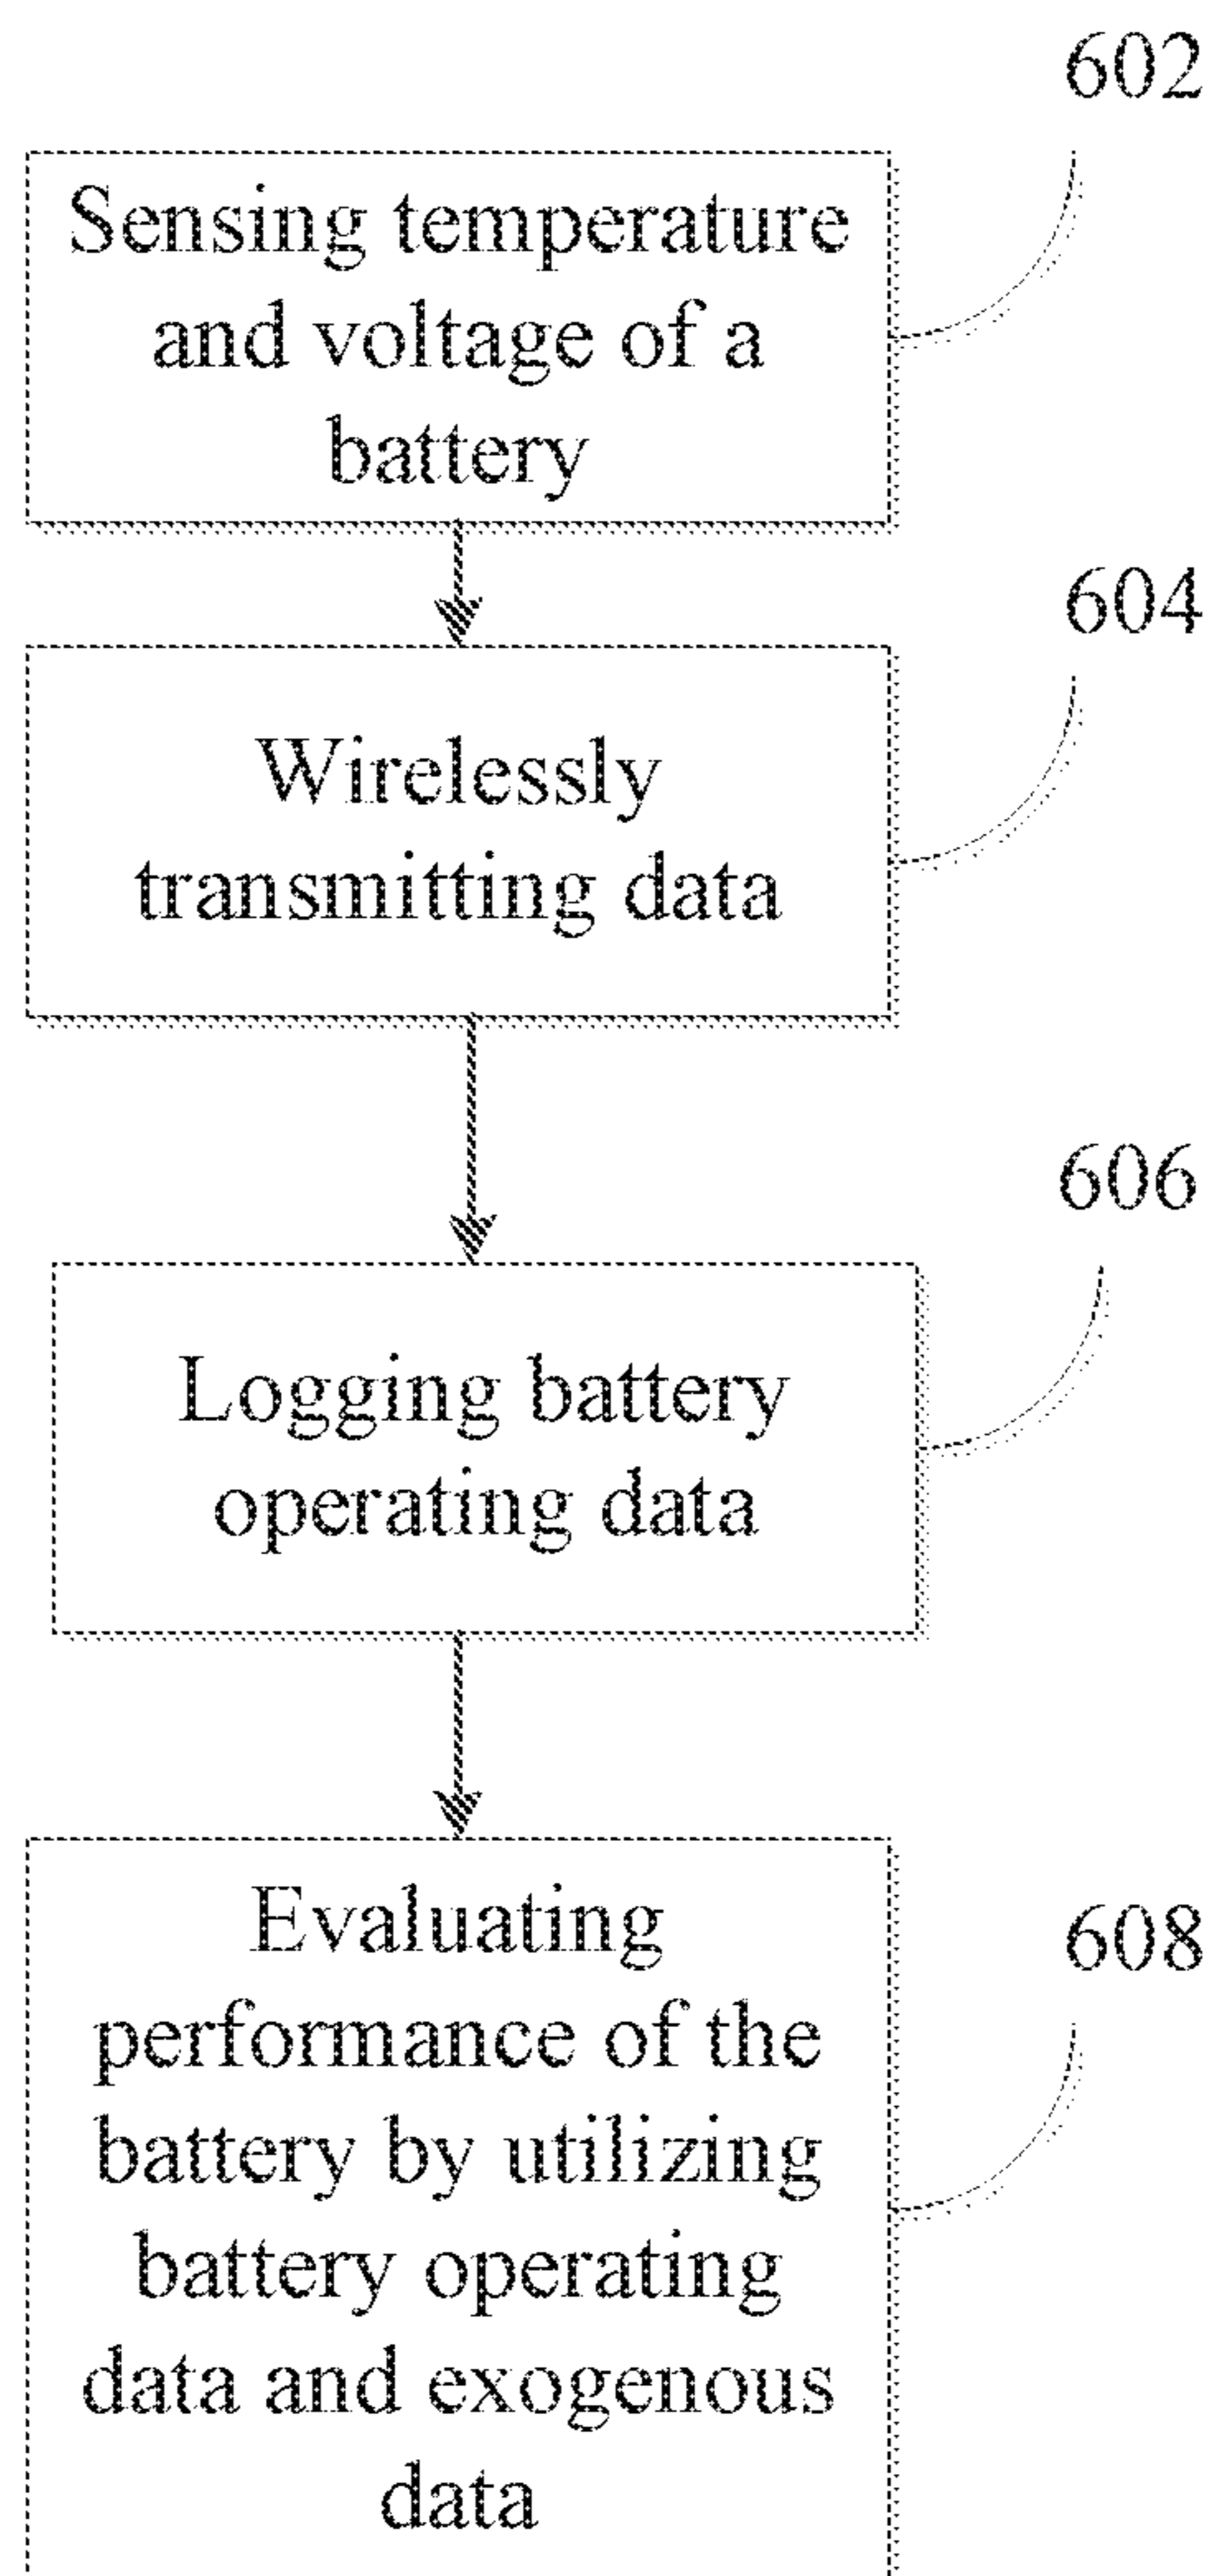 602
Sensing temperature
and voltage of a
battery
604
Wirelessly
transmitting data
606
Logging battery
operating data
608
Evaluating
performance of the
battery by utilizing
battery operating
data and exogenous
data